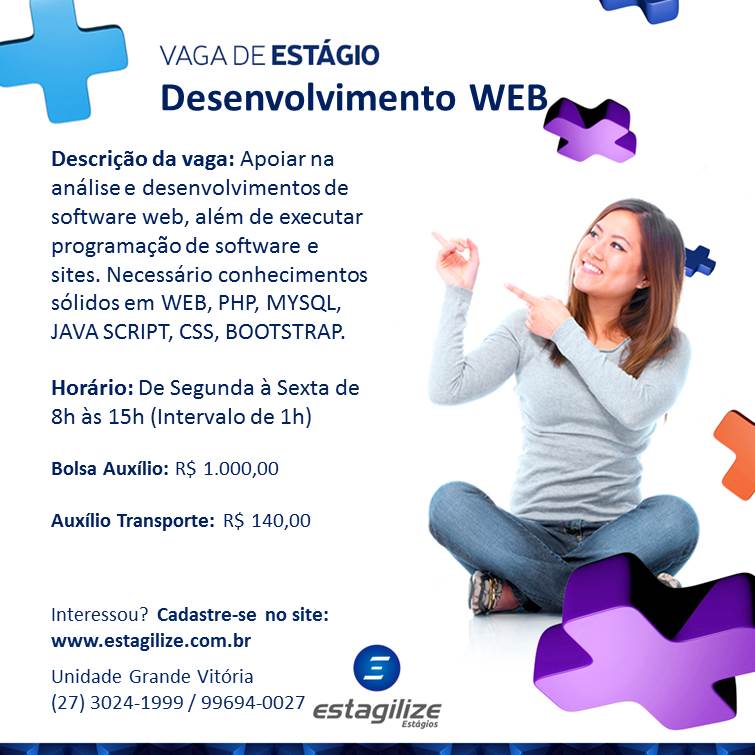 VAGA DE ESTÁGIO
Desenvolvimento WEB
Descrição da vaga: Apoiar na
análise e desenvolvimentos de
software web, além de executar
programação de software e
sites. Necessário conhecimentos
sólidos em WEB, PHP, MYSQL,
JAVA SCRIPT, CSS, BOOTSTRAP.
Horário: De Segunda à Sexta de
8h às 15h (Intervalo de 1h)
Bolsa Auxílio: R$ 1.000,00
Auxílio Transporte: R$ 140,00
Interessou? Cadastre-se no site:
www.estagilize.com.br
Unidade Grande Vitória
(27) 3024-1999 / 99694-0027
estagilize
Estágios